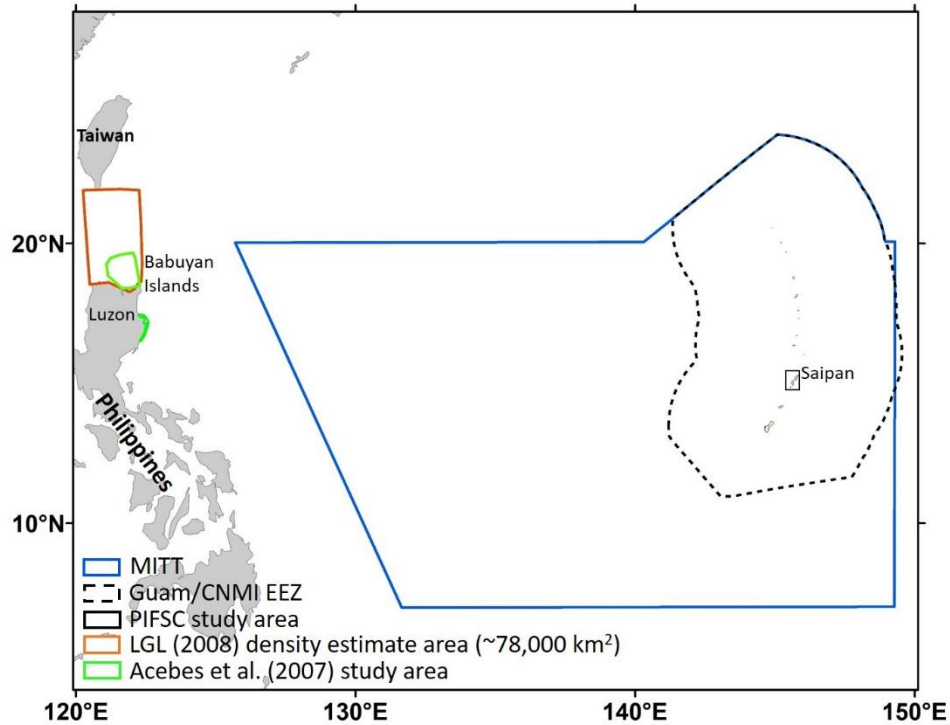 Taiwan
20°N
Babuyan
Islands
Luzon
Saipan
Philippines
10°N
MITT
Guam/CNMI EEZ
PIFSC study area
LGL (2008) density estimate area (~78,000 km²)
Acebes et al. (2007) study area
120°E
130°E
140°E
150°E